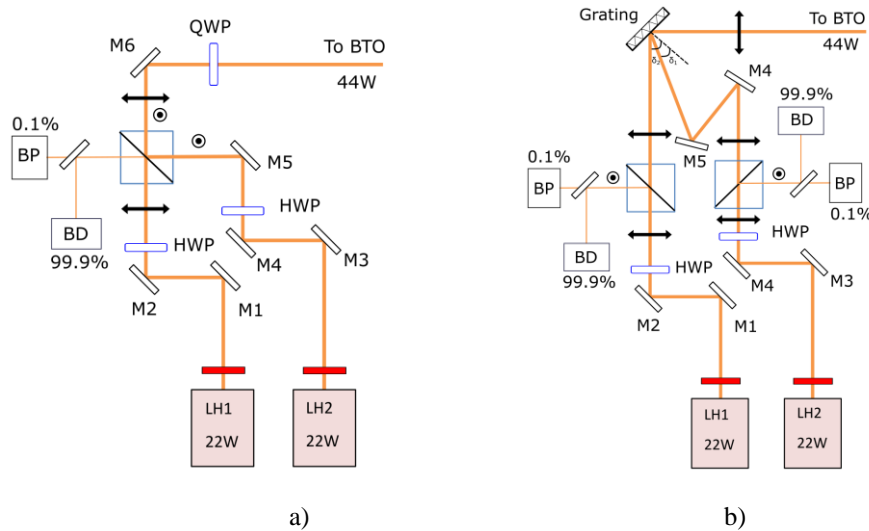 QWP
M6
To BTO
44W
0.1%
BP
M5
HWP
BD
99.9%
HWP
M4
M3
M2
M1
LH1
22W
LH2
22W
a)
Grating
To BTO
44W
δ₂
δ₁
M4
99.9%
BD
M5
0.1%
BP
BP
0.1%
BD
99.9%
HWP
HWP
M4
M3
M2
M1
LH1
22W
LH2
22W
b)